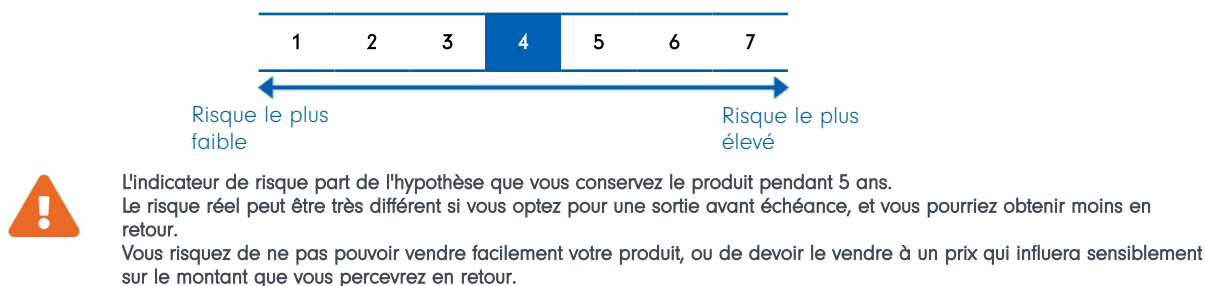 1 2 3 4 5 6 7
Risque le plus faible
Risque le plus élevé
L'indicateur de risque part de l'hypothèse que vous conservez le produit pendant 5 ans.
Le risque réel peut être très différent si vous optez pour une sortie avant échéance, et vous pourriez obtenir moins en
retour.
Vous risquez de ne pas pouvoir vendre facilement votre produit, ou de devoir le vendre à un prix qui influera sensiblement
sur le montant que vous percevrez en retour.